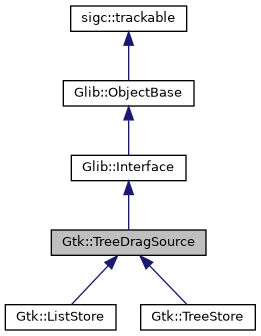 sigc::trackable
Glib::ObjectBase
Glib::Interface
Gtk::TreeDragSource
Gtk::ListStore
Gtk::TreeStore